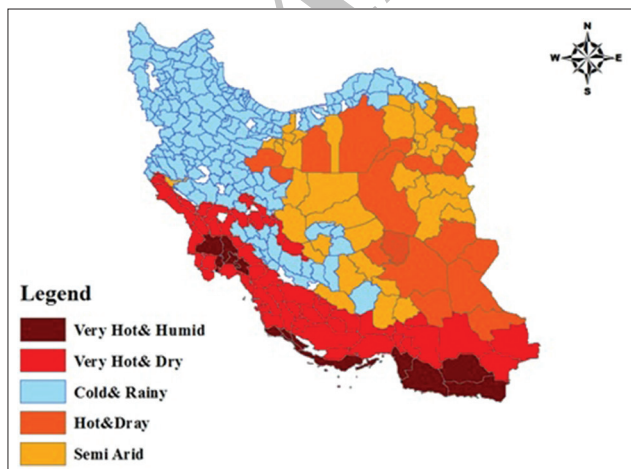 N
W E
S
Legend
Very Hot& Humid
Very Hot& Dry
Cold& Rainy
Hot&Dray
Semi Arid